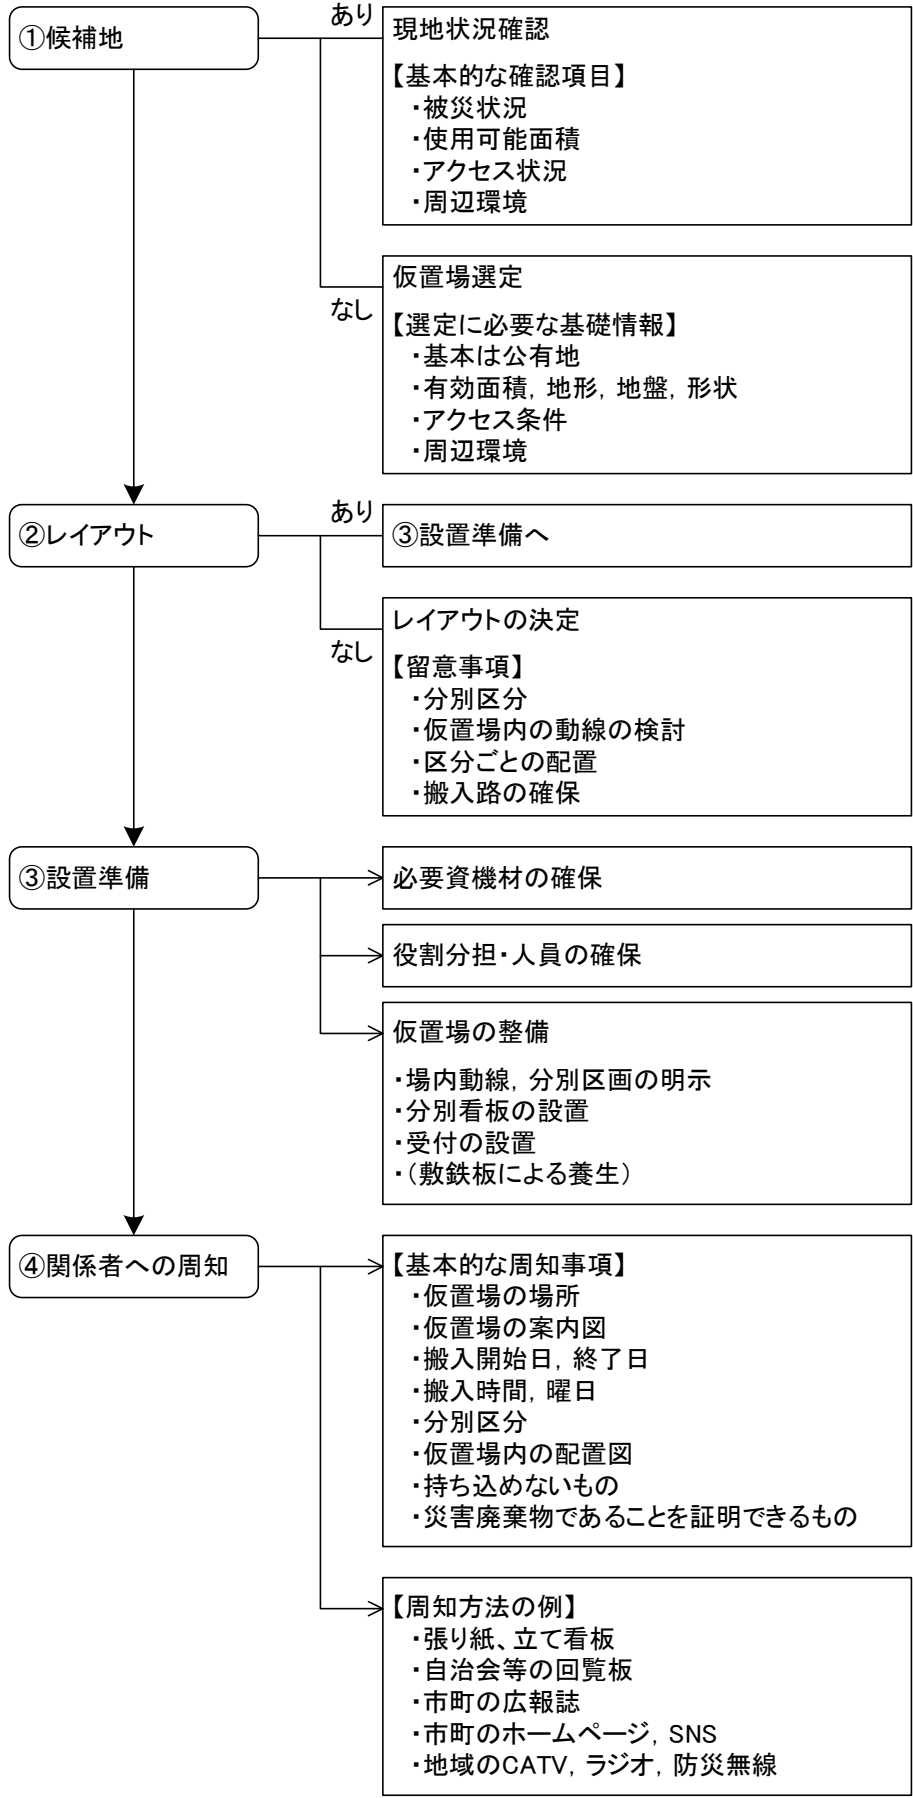 ①候補地
あり
現地状況確認
【基本的な確認項目】
・被災状況
・使用可能面積
・アクセス状況
・周辺環境
なし
仮置場選定
【選定に必要な基礎情報】
・基本は公有地
・有効面積，地形，地盤，形状
・アクセス条件
・周辺環境
②レイアウト
あり
③設置準備へ
なし
レイアウトの決定
【留意事項】
・分別区分
・仮置場内の動線の検討
・区分ごとの配置
・搬入路の確保
③設置準備
必要資機材の確保
役割分担・人員の確保
仮置場の整備
・場内動線，分別区画の明示
・分別看板の設置
・受付の設置
・（敷鉄板による養生）
④関係者への周知
【基本的な周知事項】
・仮置場の場所
・仮置場の案内図
・搬入開始日，終了日
・搬入時間，曜日
・分別区分
・仮置場内の配置図
・持ち込めないもの
・災害廃棄物であることを証明できるもの
【周知方法の例】
・張り紙、立て看板
・自治会等の回覧板
・市町の広報誌
・市町のホームページ，SNS
・地域のCATV，ラジオ，防災無線